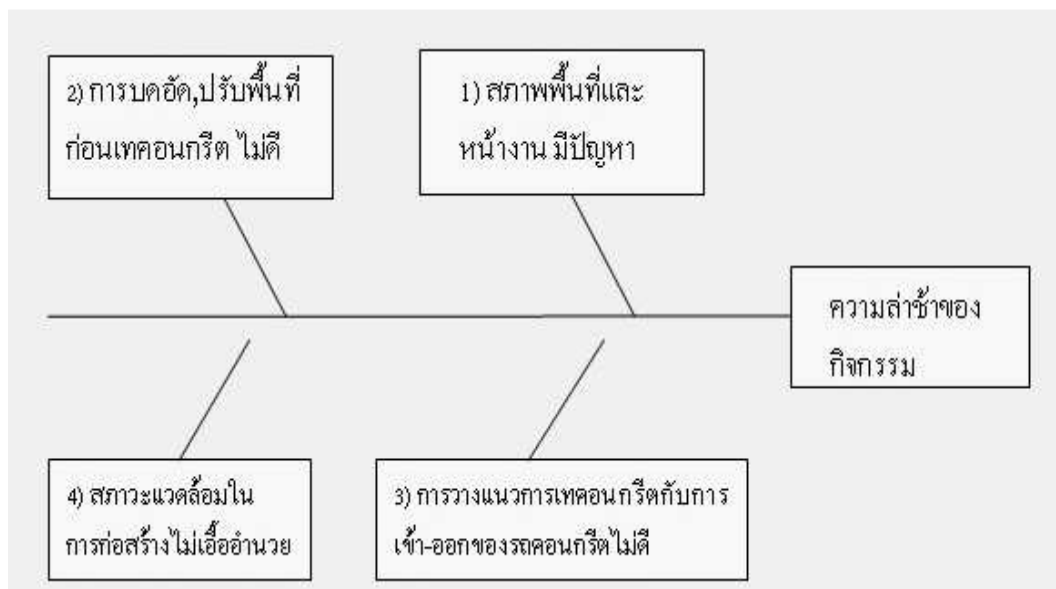 2) การบดอัด,ปรับพื้นที่
ก่อนเทคอนกรีต ไม่ดี
1) สภาพพื้นที่และ
หน้างาน มีปัญหา
ความล่าช้าของ
กิจกรรม
4) สภาวะแวดล้อมใน
การก่อสร้างไม่เอื้ออำนวย
3) การวางแนวการเทคอนกรีตกับการ
เข้า-ออกของรถคอนกรีตไม่ดี